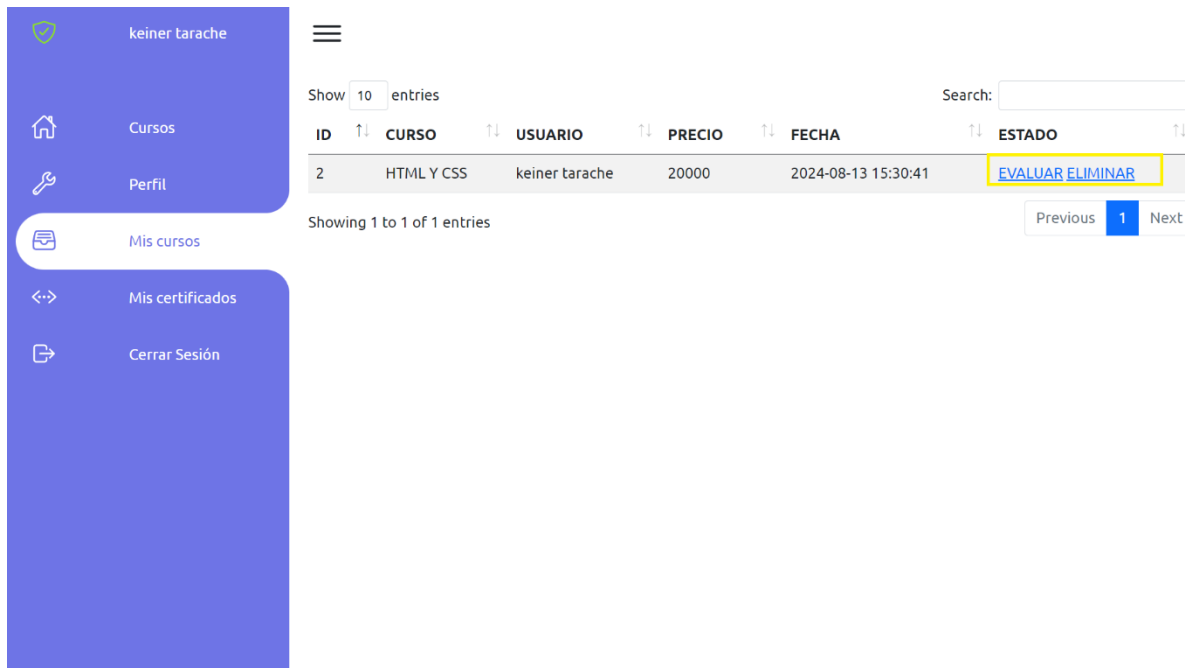 keiner tarache
Cursos
Perfil
Mis cursos
Mis certificados
Cerrar Sesión
Show 10 entries
Search:
ID CURSO USUARIO PRECIO FECHA ESTADO
2 HTML Y CSS keiner tarache 20000 2024-08-13 15:30:41 EVALUAR ELIMINAR
Showing 1 to 1 of 1 entries
Previous 1 Next